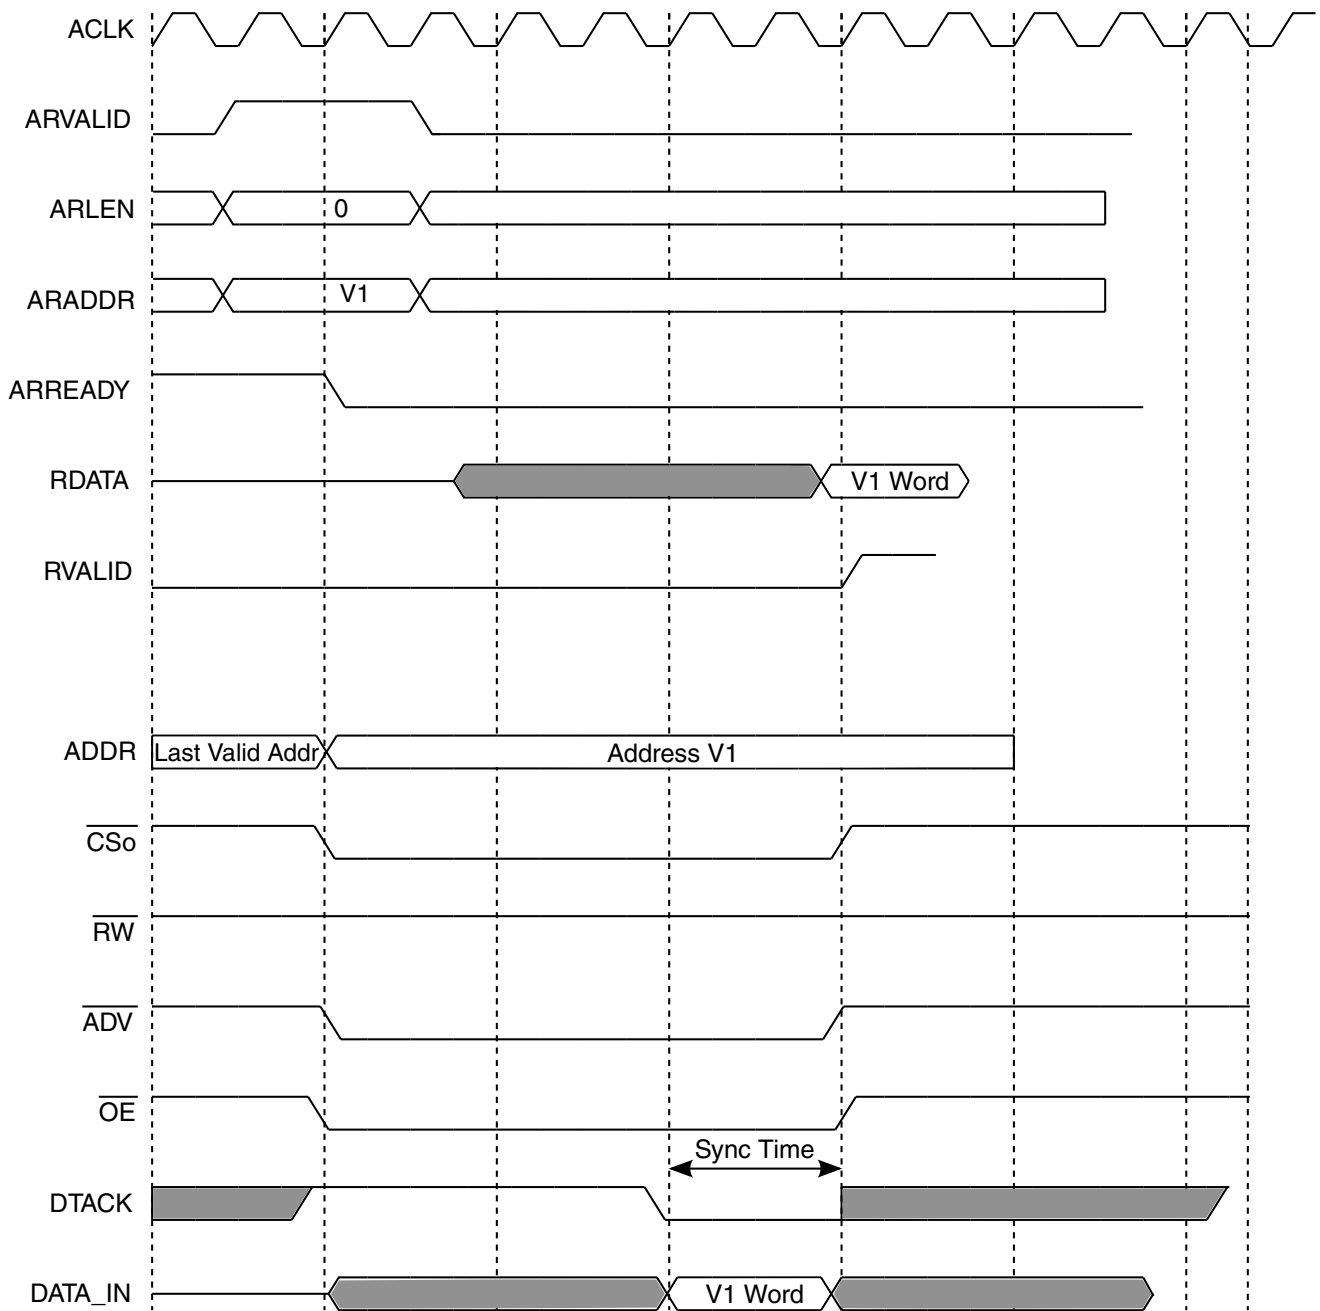 ACLK
ARVALID
ARLEN 0
ARADDR V1
ARREADY
RDATA V1 Word
RVALID
ADDR Last Valid Addr Address V1
CSo
RW
ADV
OE
Sync Time
DTACK
DATA_IN V1 Word